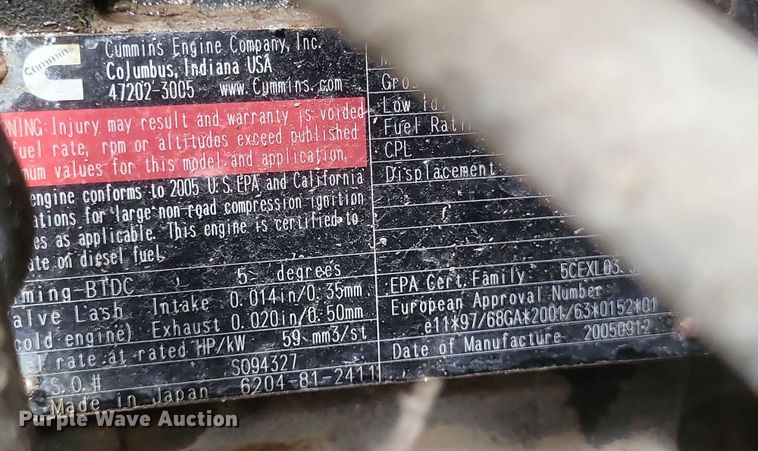 Cummins
Cummins Engine Company, Inc.
Columbus, Indiana USA
47202-3005 www.Cummins.com
NING: Injury may result and warranty is voided
fuel rate, rpm or altitudes exceed published
mum values for this model and application.
engine conforms to 2005 U.S.EPA and California
ations for large non road compression ignition
es as applicable. This engine is certified to
ate on diesel fuel.
ming-BTDC 5 degrees
alve Lash Intake 0.014in/0.35mm
cold engine) Exhaust 0.020in/0.50mm
el rate at rated HP/kW 59 mm3/st
S.O.# S094327
Made in Japan 6204-81-2411
Gro
Low Id
Fuel Rati
CPL
Displacement
EPA Cert.Family 5CEXL03.
European Approval Number
e11*97/68GA*2001/63*0152*01
Date of Manufacture 20050912
Purple Wave Auction